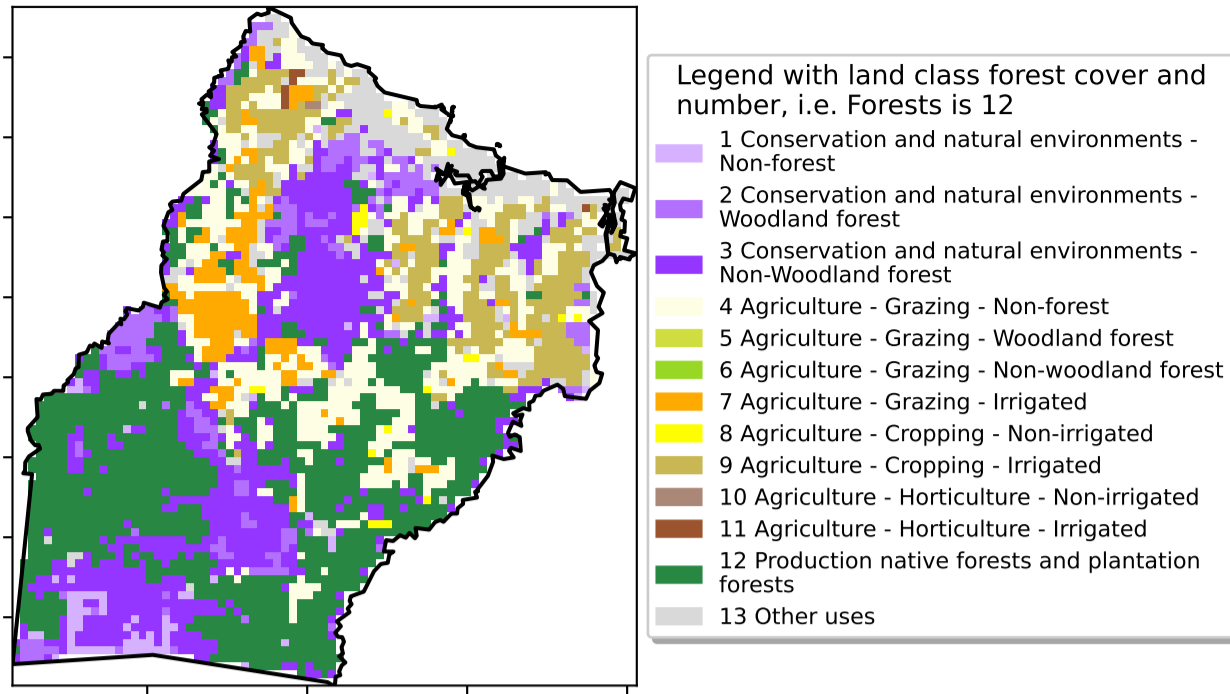 Legend with land class forest cover and
number, i.e. Forests is 12
1 Conservation and natural environments -
Non-forest
2 Conservation and natural environments -
Woodland forest
3 Conservation and natural environments -
Non-Woodland forest
4 Agriculture - Grazing - Non-forest
5 Agriculture - Grazing - Woodland forest
6 Agriculture - Grazing - Non-woodland forest
7 Agriculture - Grazing - Irrigated
8 Agriculture - Cropping - Non-irrigated
9 Agriculture - Cropping - Irrigated
10 Agriculture - Horticulture - Non-irrigated
11 Agriculture - Horticulture - Irrigated
12 Production native forests and plantation
forests
13 Other uses